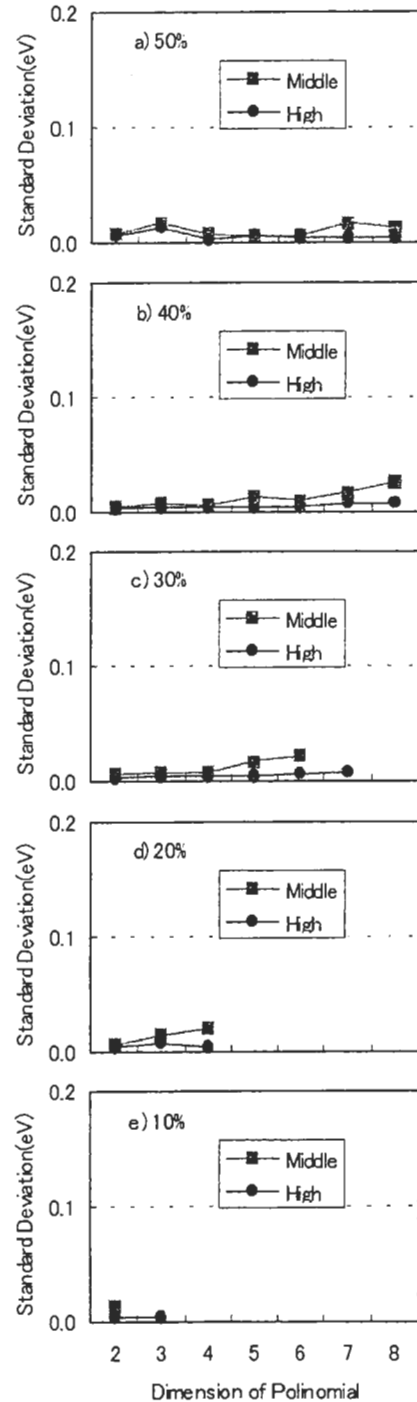 a) 50%
Middle
High
Standard Deviation(eV)
0.1
0.0
0.2
b) 40%
Middle
High
Standard Deviation(eV)
0.1
0.0
0.2
c) 30%
Middle
High
Standard Deviation(eV)
0.1
0.0
0.2
d) 20%
Middle
High
Standard Deviation(eV)
0.1
0.0
0.2
e) 10%
Middle
High
Standard Deviation(eV)
0.1
0.0
2 3 4 5 6 7 8
Dimension of Polinomial